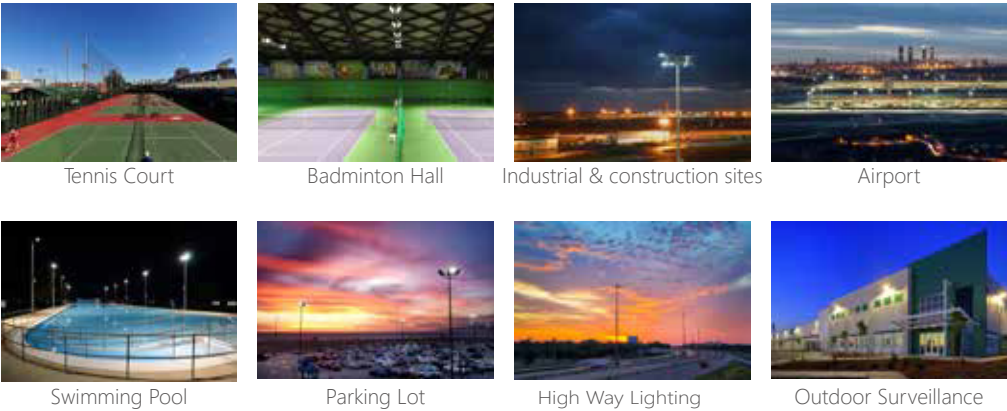 Tennis Court
Badminton Hall
Industrial & construction sites
Airport
Swimming Pool
Parking Lot
High Way Lighting
Outdoor Surveillance